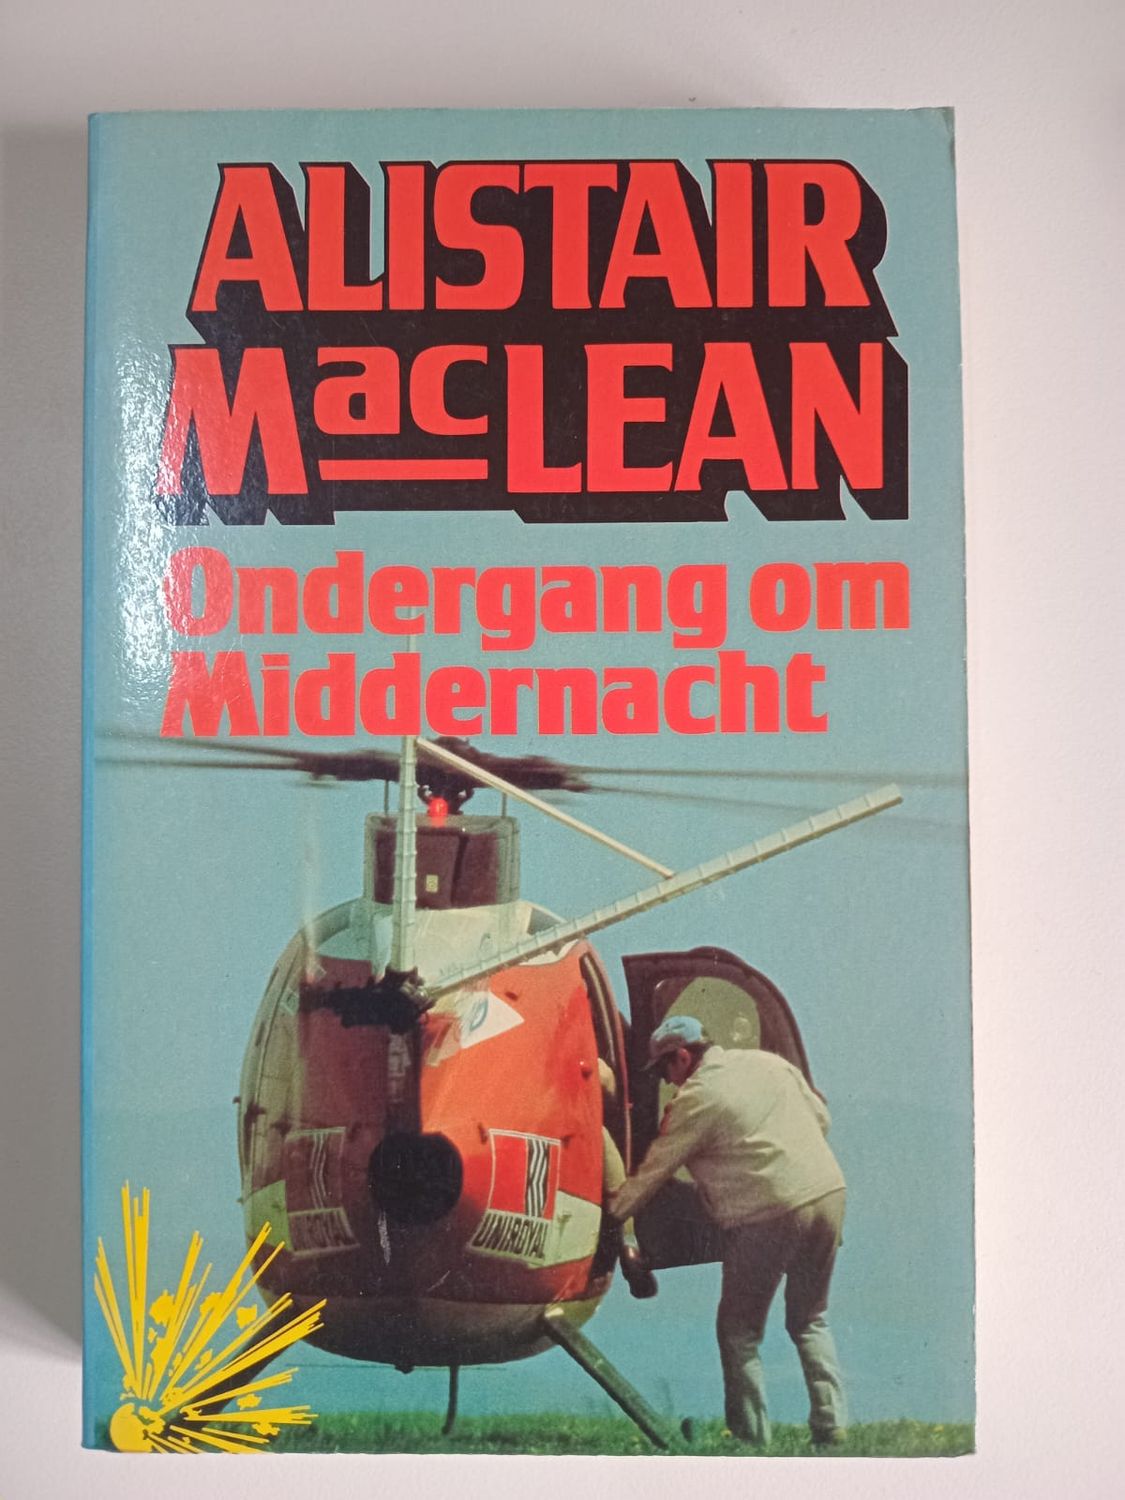 ALISTAIR
MacLEAN
Ondergang om
Middernacht
UNIROYAL
UNIROYAL